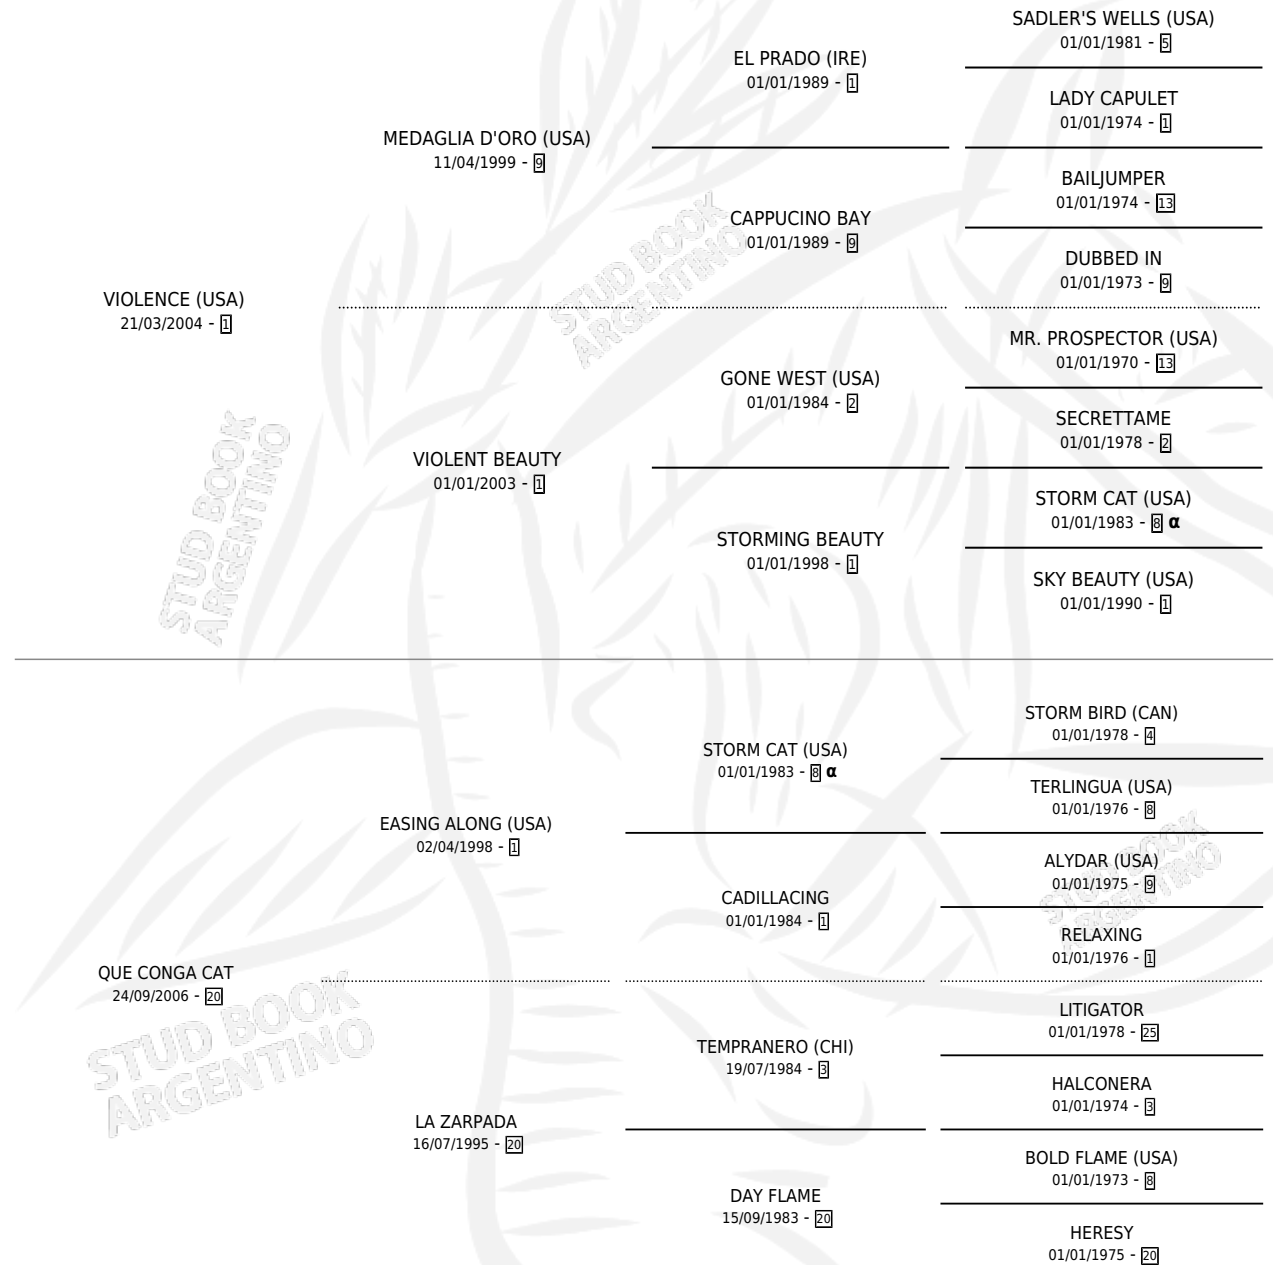 SADLER'S WELLS (USA)
01/01/1981 - 5
EL PRADO (IRE)
01/01/1989 - 1
LADY CAPULET
01/01/1974 - 1
MEDAGLIA D'ORO (USA)
11/04/1999 - 9
BAILJUMPER
01/01/1974 - 13
CAPPUCINO BAY
01/01/1989 - 9
DUBBED IN
01/01/1973 - 9
VIOLENCE (USA)
21/03/2004 - 1
MR. PROSPECTOR (USA)
01/01/1970 - 13
GONE WEST (USA)
01/01/1984 - 2
SECRETTAME
01/01/1978 - 2
VIOLENT BEAUTY
01/01/2003 - 1
STORM CAT (USA)
01/01/1983 - 8 α
STORMING BEAUTY
01/01/1998 - 1
SKY BEAUTY (USA)
01/01/1990 - 1
STORM BIRD (CAN)
01/01/1978 - 4
STORM CAT (USA)
01/01/1983 - 8 α
TERLINGUA (USA)
01/01/1976 - 8
EASING ALONG (USA)
02/04/1998 - 1
ALYDAR (USA)
01/01/1975 - 9
CADILLACING
01/01/1984 - 1
RELAXING
01/01/1976 - 1
QUE CONGA CAT
24/09/2006 - 20
LITIGATOR
01/01/1978 - 25
TEMPRANERO (CHI)
19/07/1984 - 3
HALCONERA
01/01/1974 - 3
LA ZARPADA
16/07/1995 - 20
BOLD FLAME (USA)
01/01/1973 - 8
DAY FLAME
15/09/1983 - 20
HERESY
01/01/1975 - 20
STUD BOOK
ARGENTINO
STUD BOOK
ARGENTINO
STUD BOOK
ARGENTINO
STUD BOOK
ARGENTINO